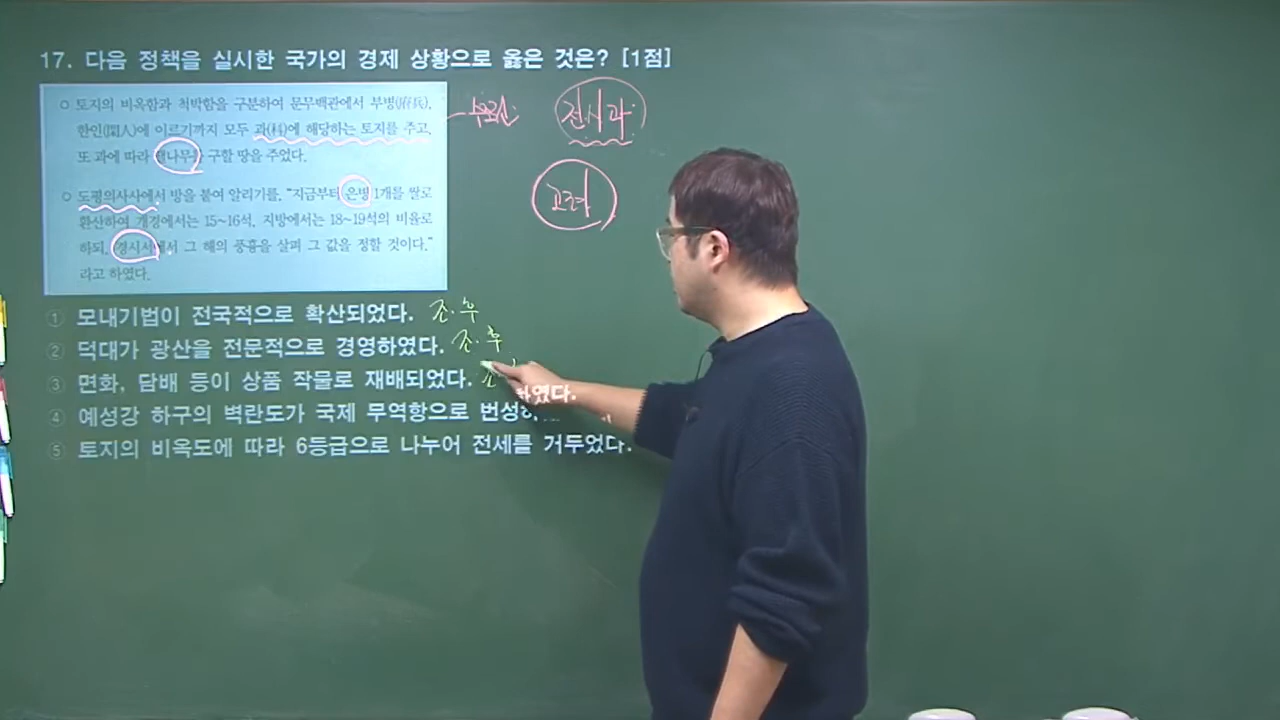 17. 다음 정책을 실시한 국가의 경제 상황으로 옳은 것은? [1점]
○ 토지의 비옥함과 척박함을 구분하여 문무백관에서 부병(府兵),
한인(閑人)에 이르기까지 모두 과(科)에 해당하는 토지를 주고,
또 과에 따라 땔나무를 구할 땅을 주었다.
전시과
고려
○ 도평의사사에서 방을 붙여 알리기를, "지금부터 은병 1개를 쌀로
환산하여 개경에서는 15~16석, 지방에서는 18~19석의 비율로
하되, 경시서에서 그 해의 풍흉을 살펴 그 값을 정할 것이다."
라고 하였다.
① 모내기법이 전국적으로 확산되었다. 조.후
② 덕대가 광산을 전문적으로 경영하였다. 조.후
③ 면화, 담배 등이 상품 작물로 재배되었다. 조
④ 예성강 하구의 벽란도가 국제 무역항으로 번성하였다.
⑤ 토지의 비옥도에 따라 6등급으로 나누어 전세를 거두었다.